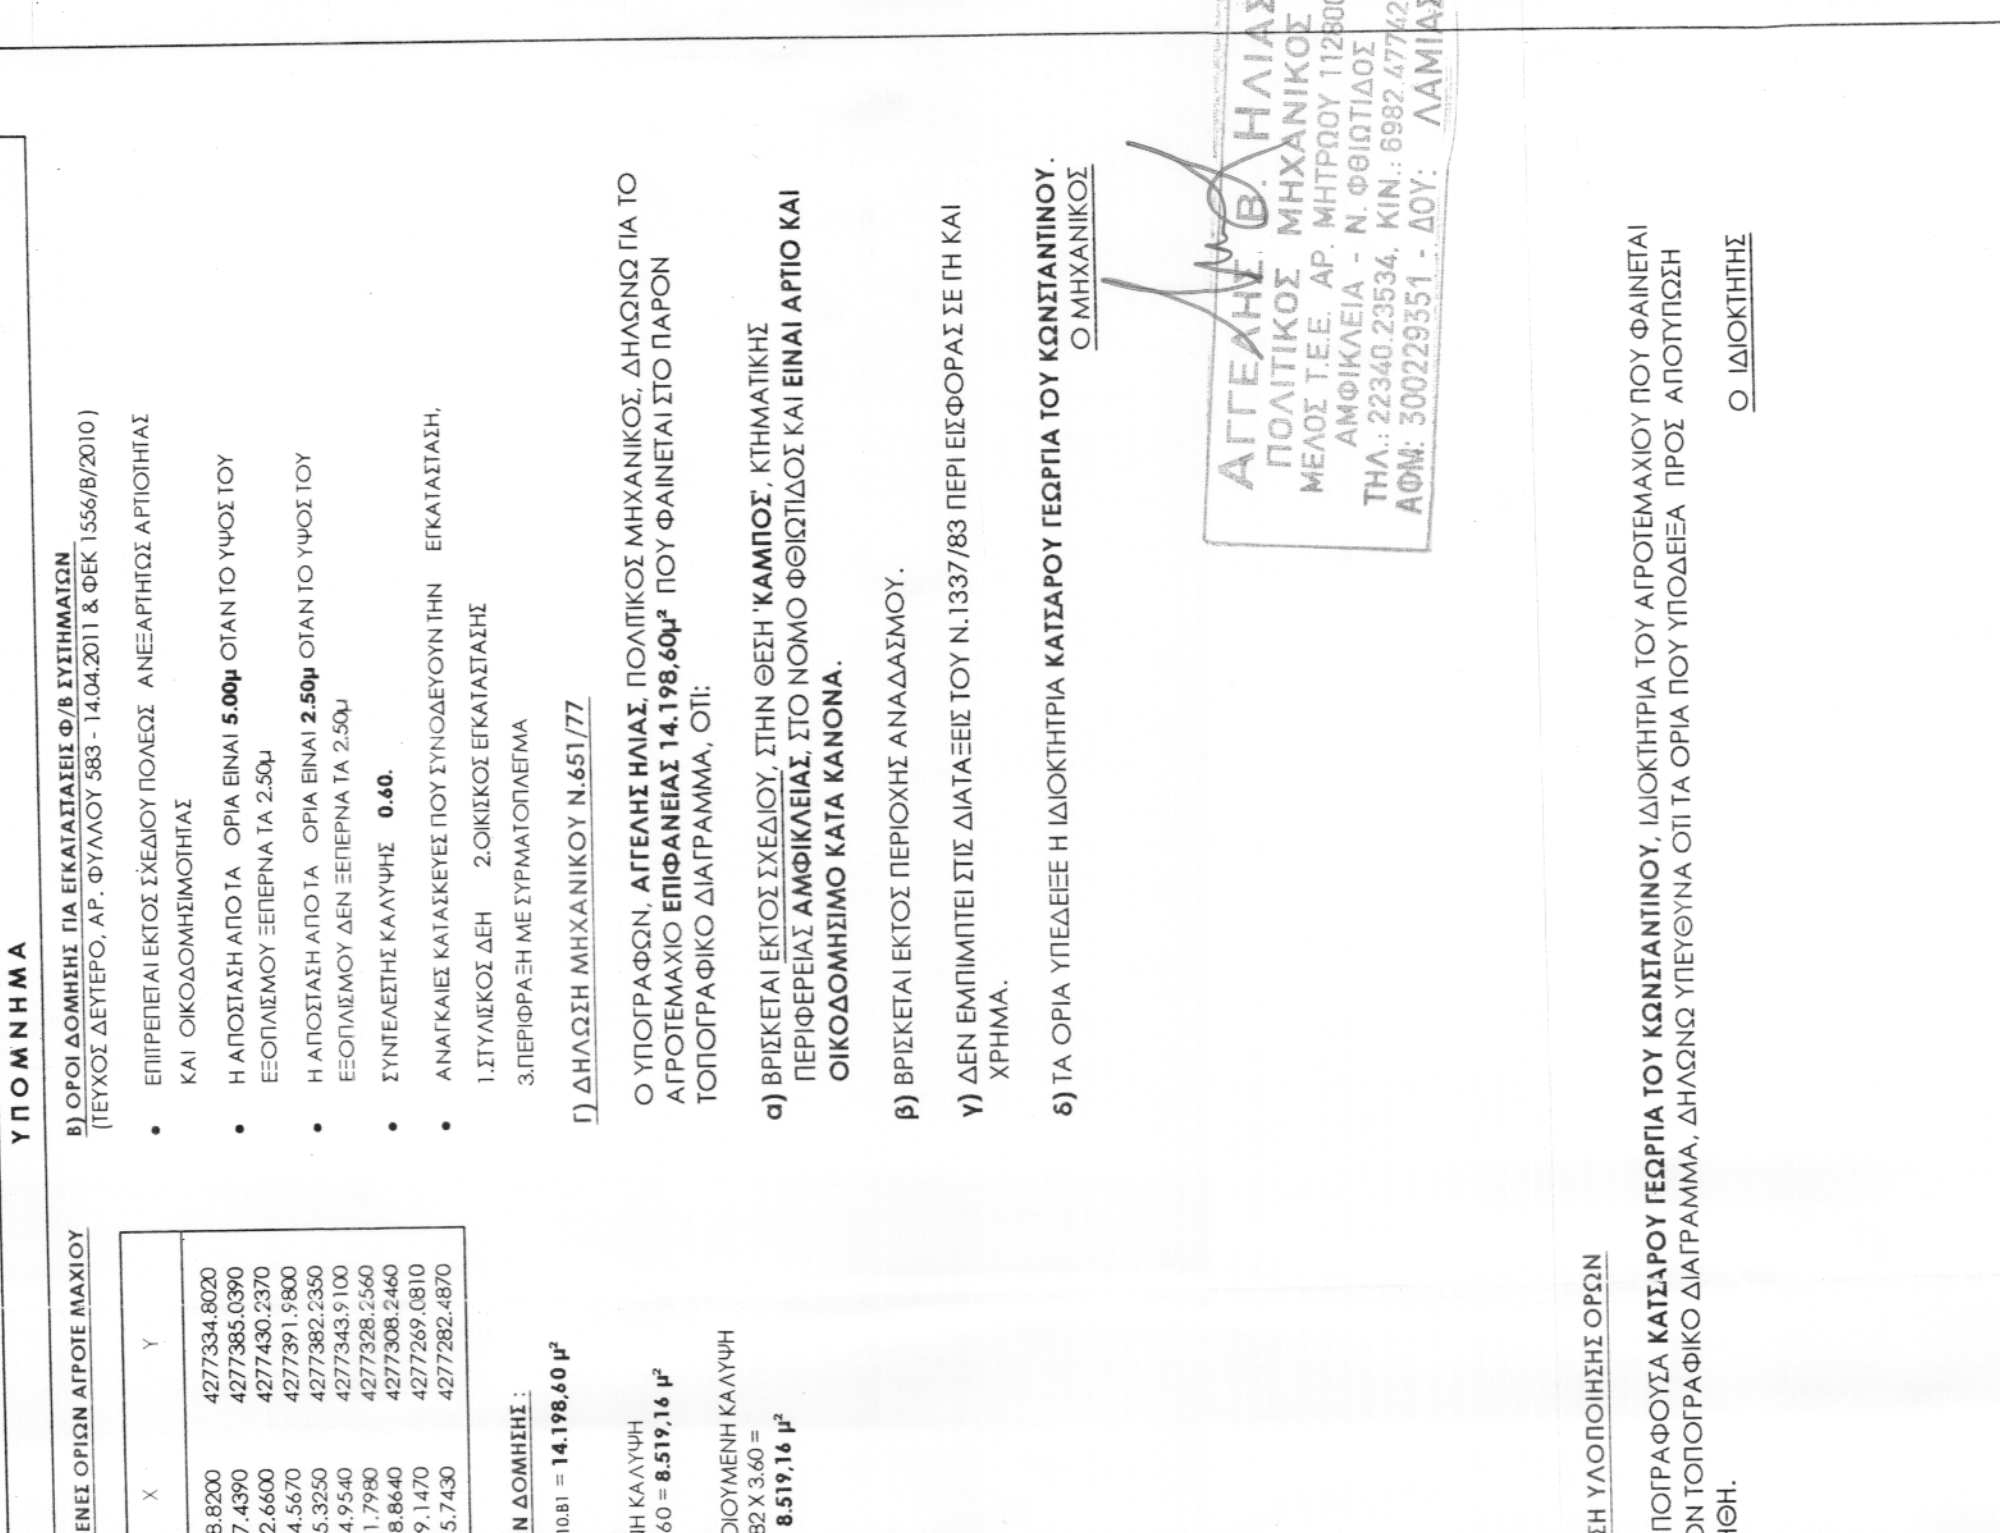 ΥΠΟΜΝΗΜΑ
ΕΝΕΣ ΟΡΙΩΝ ΑΓΡΟΤΕ ΜΑΧΙΟΥ
X Y
8.8200 4277334.8020
7.4390 4277385.0390
2.6600 4277430.2370
4.5670 4277391.9800
5.3250 4277382.2350
4.9540 4277343.9100
1.7980 4277328.2560
8.8640 4277308.2460
9.1470 4277269.0810
5.7430 4277282.4870
Ν ΔΟΜΗΣΗΣ :
10.Β1 = 14.198,60 μ²
ΝΗ ΚΑΛΥΨΗ
60 = 8.519,16 μ²
ΟΙΟΥΜΕΝΗ ΚΑΛΥΨΗ
82 Χ 3.60 =
8.519,16 μ²
Β) ΟΡΟΙ ΔΟΜΗΣΗΣ ΓΙΑ ΕΓΚΑΤΑΣΤΑΣΕΙΣ Φ/Β ΣΥΣΤΗΜΑΤΩΝ
(ΤΕΥΧΟΣ ΔΕΥΤΕΡΟ, ΑΡ. ΦΥΛΛΟΥ 583 - 14.04.2011 & ΦΕΚ 1556/Β/2010)
• ΕΠΙΤΡΕΠΕΤΑΙ ΕΚΤΟΣ ΣΧΕΔΙΟΥ ΠΟΛΕΩΣ ΑΝΕΞΑΡΤΗΤΩΣ ΑΡΤΙΟΤΗΤΑΣ
ΚΑΙ ΟΙΚΟΔΟΜΗΣΙΜΟΤΗΤΑΣ
• Η ΑΠΟΣΤΑΣΗ ΑΠΟ ΤΑ ΟΡΙΑ ΕΙΝΑΙ 5.00μ ΟΤΑΝ ΤΟ ΥΨΟΣ ΤΟΥ
ΕΞΟΠΛΙΣΜΟΥ ΞΕΠΕΡΝΑ ΤΑ 2.50μ
• Η ΑΠΟΣΤΑΣΗ ΑΠΟ ΤΑ ΟΡΙΑ ΕΙΝΑΙ 2.50μ ΟΤΑΝ ΤΟ ΥΨΟΣ ΤΟΥ
ΕΞΟΠΛΙΣΜΟΥ ΔΕΝ ΞΕΠΕΡΝΑ ΤΑ 2.50μ
• ΣΥΝΤΕΛΕΣΤΗΣ ΚΑΛΥΨΗΣ 0.60.
• ΑΝΑΓΚΑΙΕΣ ΚΑΤΑΣΚΕΥΕΣ ΠΟΥ ΣΥΝΟΔΕΥΟΥΝ ΤΗΝ ΕΓΚΑΤΑΣΤΑΣΗ,
1.ΣΤΥΛΙΣΚΟΣ ΔΕΗ 2.ΟΙΚΙΣΚΟΣ ΕΓΚΑΤΑΣΤΑΣΗΣ
3.ΠΕΡΙΦΡΑΞΗ ΜΕ ΣΥΡΜΑΤΟΠΛΕΓΜΑ
Γ) ΔΗΛΩΣΗ ΜΗΧΑΝΙΚΟΥ Ν.651/77
Ο ΥΠΟΓΡΑΦΩΝ, ΑΓΓΕΛΗΣ ΗΛΙΑΣ, ΠΟΛΙΤΙΚΟΣ ΜΗΧΑΝΙΚΟΣ, ΔΗΛΩΝΩ ΓΙΑ ΤΟ
ΑΓΡΟΤΕΜΑΧΙΟ ΕΠΙΦΑΝΕΙΑΣ 14.198,60μ² ΠΟΥ ΦΑΙΝΕΤΑΙ ΣΤΟ ΠΑΡΟΝ
ΤΟΠΟΓΡΑΦΙΚΟ ΔΙΑΓΡΑΜΜΑ, ΟΤΙ:
α) ΒΡΙΣΚΕΤΑΙ ΕΚΤΟΣ ΣΧΕΔΙΟΥ, ΣΤΗΝ ΘΕΣΗ 'ΚΑΜΠΟΣ', ΚΤΗΜΑΤΙΚΗΣ
ΠΕΡΙΦΕΡΕΙΑΣ ΑΜΦΙΚΛΕΙΑΣ, ΣΤΟ ΝΟΜΟ ΦΘΙΩΤΙΔΟΣ ΚΑΙ ΕΙΝΑΙ ΑΡΤΙΟ ΚΑΙ
ΟΙΚΟΔΟΜΗΣΙΜΟ ΚΑΤΑ ΚΑΝΟΝΑ.
β) ΒΡΙΣΚΕΤΑΙ ΕΚΤΟΣ ΠΕΡΙΟΧΗΣ ΑΝΑΔΑΣΜΟΥ.
γ) ΔΕΝ ΕΜΠΙΜΠΤΕΙ ΣΤΙΣ ΔΙΑΤΑΞΕΙΣ ΤΟΥ Ν.1337/83 ΠΕΡΙ ΕΙΣΦΟΡΑΣ ΣΕ ΓΗ ΚΑΙ
ΧΡΗΜΑ.
δ) ΤΑ ΟΡΙΑ ΥΠΕΔΕΙΞΕ Η ΙΔΙΟΚΤΗΤΡΙΑ ΚΑΤΣΑΡΟΥ ΓΕΩΡΓΙΑ ΤΟΥ ΚΩΝΣΤΑΝΤΙΝΟΥ.
Ο ΜΗΧΑΝΙΚΟΣ
ΑΓΓΕΛΗΣ Β. ΗΛΙΑΣ
ΠΟΛΙΤΙΚΟΣ ΜΗΧΑΝΙΚΟΣ
ΜΕΛΟΣ Τ.Ε.Ε. ΑΡ. ΜΗΤΡΩΟΥ 112800
ΑΜΦΙΚΛΕΙΑ - Ν. ΦΘΙΩΤΙΔΟΣ
ΤΗΛ.: 22340.23534, ΚΙΝ.: 6982.47742
ΑΦΜ: 300229351 - ΔΟΥ: ΛΑΜΙΑΣ
ΣΗ ΥΛΟΠΟΙΗΣΗΣ ΟΡΩΝ
ΠΟΓΡΑΦΟΥΣΑ ΚΑΤΣΑΡΟΥ ΓΕΩΡΓΙΑ ΤΟΥ ΚΩΝΣΤΑΝΤΙΝΟΥ, ΙΔΙΟΚΤΗΤΡΙΑ ΤΟΥ ΑΓΡΟΤΕΜΑΧΙΟΥ ΠΟΥ ΦΑΙΝΕΤΑΙ
ΟΝ ΤΟΠΟΓΡΑΦΙΚΟ ΔΙΑΓΡΑΜΜΑ, ΔΗΛΩΝΩ ΥΠΕΥΘΥΝΑ ΟΤΙ ΤΑ ΟΡΙΑ ΠΟΥ ΥΠΟΔΕΙΞΑ ΠΡΟΣ ΑΠΟΤΥΠΩΣΗ
ΗΘΗ.
Ο ΙΔΙΟΚΤΗΤΗΣ